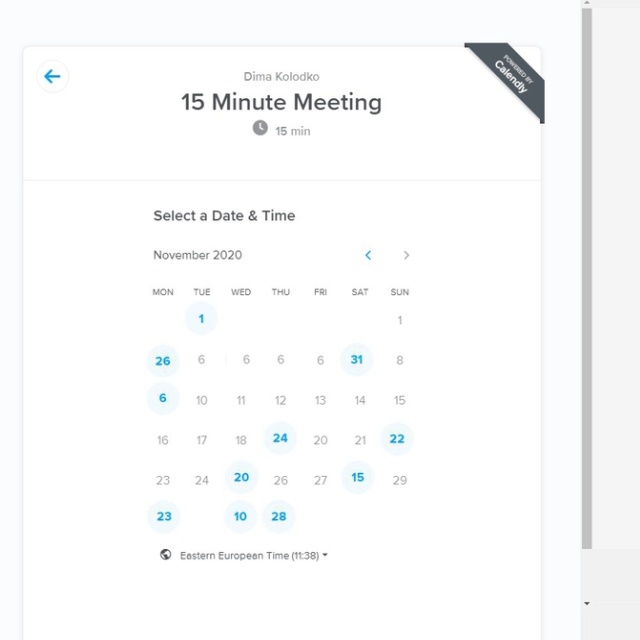 POWERED BY
Calendly
Dima Kolodko
15 Minute Meeting
15 min
Select a Date & Time
November 2020
MON TUE WED THU FRI SAT SUN
1 1
26 6 6 6 6 31 8
6 10 11 12 13 14 15
16 17 18 24 20 21 22
23 24 20 26 27 15 29
23 10 28
Eastern European Time (11:38)